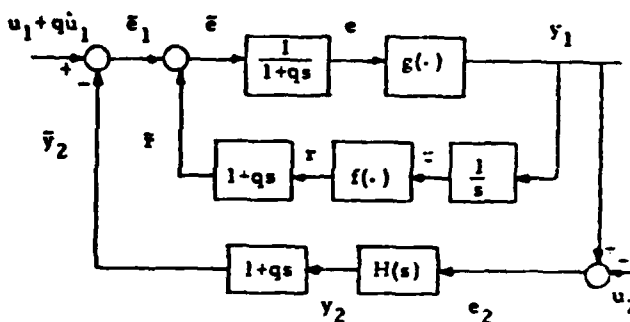 u₁+qu̇₁ ẽ₁ ẽ e y₁
+ − 1/(1+qs) g(·)
ỹ₂ r̃ r
1+qs f(·) 1/s
1+qs H(s) −
y₂ e₂ u₂